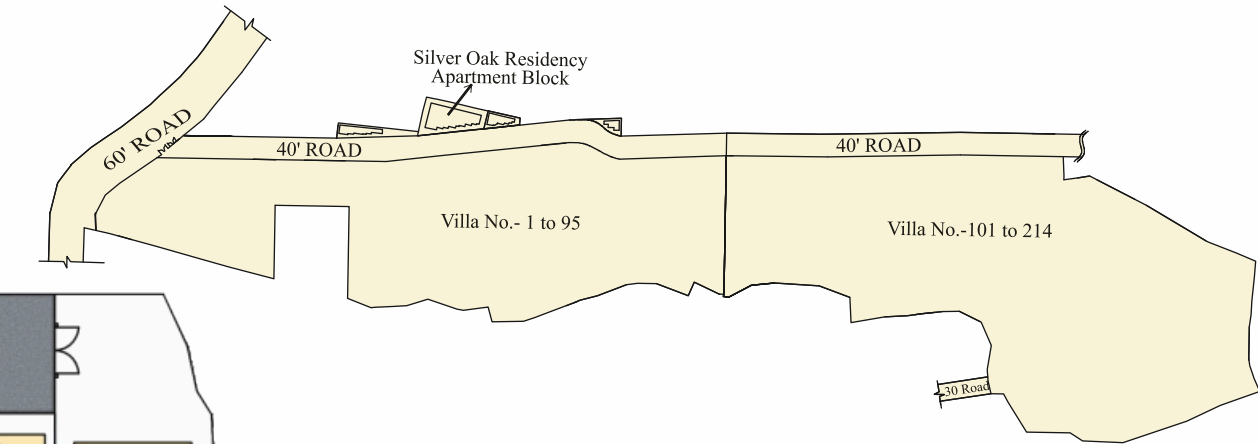 Silver Oak Residency
Apartment Block
60' ROAD
40' ROAD
40' ROAD
Villa No.- 1 to 95
Villa No.-101 to 214
30 Road